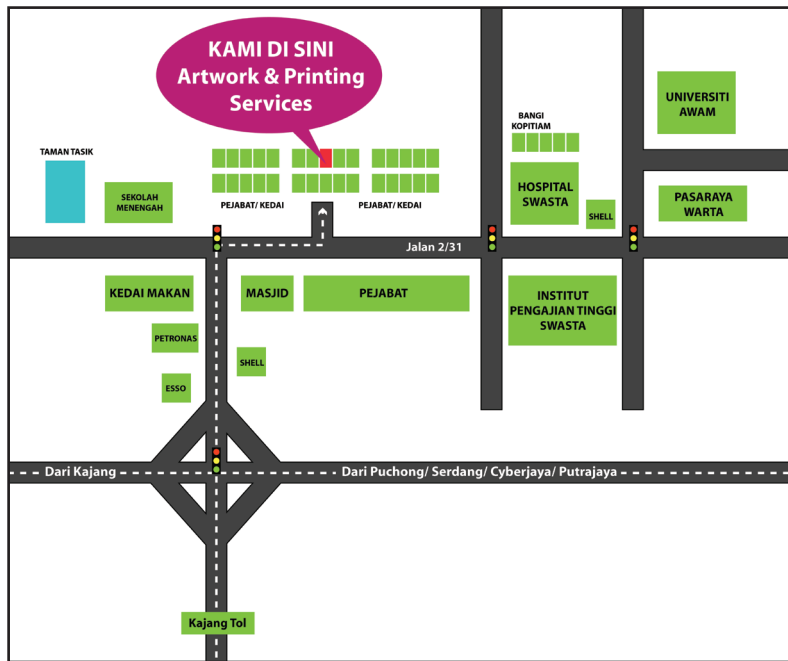 KAMI DI SINI
Artwork & Printing
Services
UNIVERSITI
AWAM
BANGI
KOPITIAM
TAMAN TASIK
SEKOLAH
MENENGAH
HOSPITAL
SWASTA
PASARAYA
WARTA
SHELL
PEJABAT/ KEDAI
PEJABAT/ KEDAI
Jalan 2/31
KEDAI MAKAN
MASJID
PEJABAT
INSTITUT
PENGAJIAN TINGGI
SWASTA
PETRONAS
SHELL
ESSO
Dari Kajang
Dari Puchong/ Serdang/ Cyberjaya/ Putrajaya
Kajang Tol